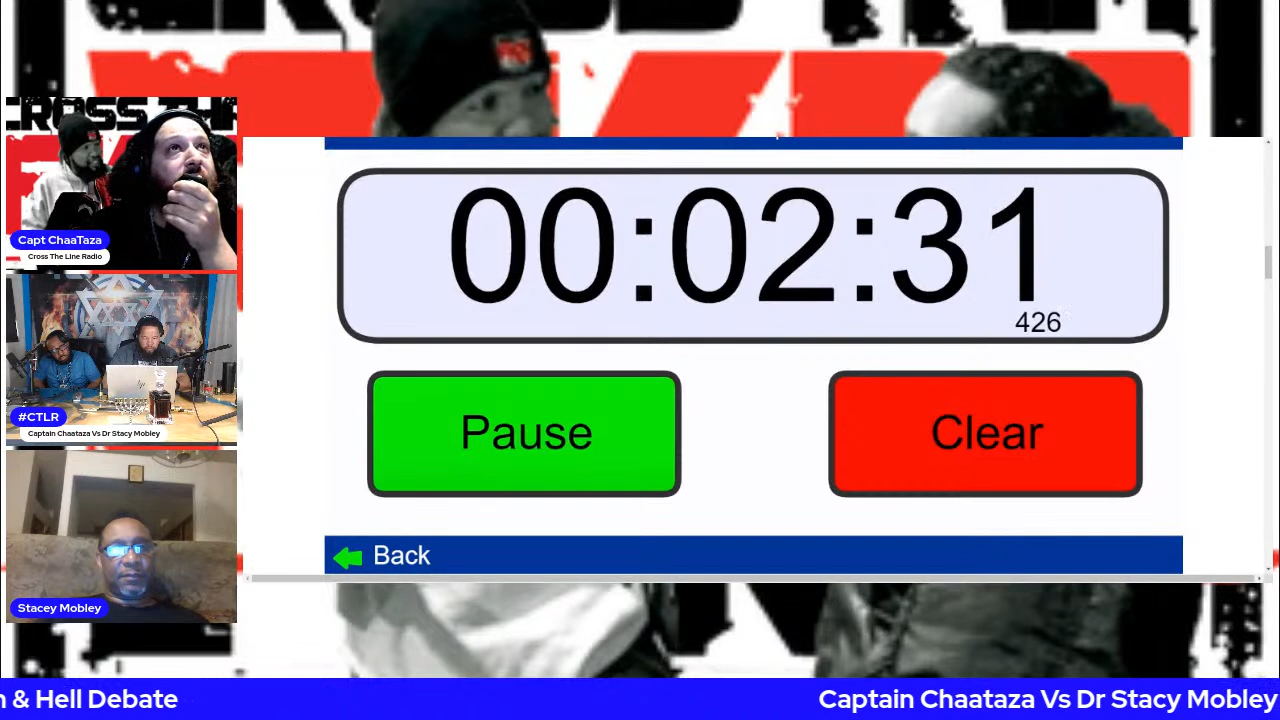 CROSS THR
Capt ChaaTaza
Cross The Line Radio
#CTLR
Captain Chaataza Vs Dr Stacy Mobley
Stacey Mobley
00:02:31
426
Pause
Clear
Back
n & Hell Debate
Captain Chaataza Vs Dr Stacy Mobley